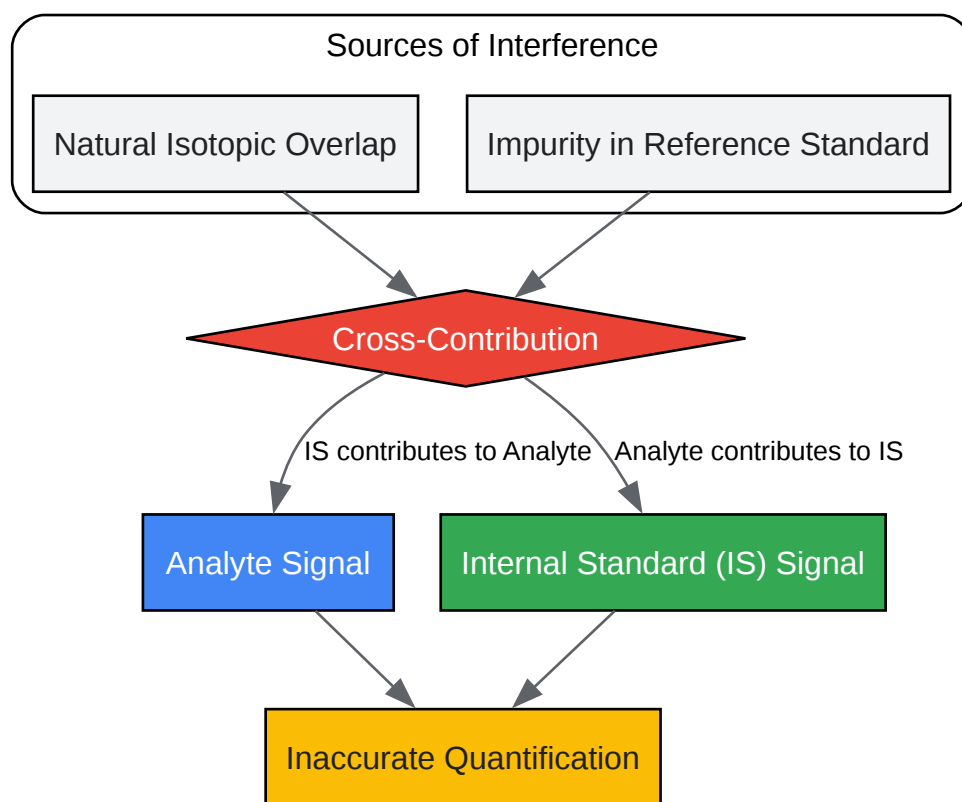 Sources of Interference
Natural Isotopic Overlap
Impurity in Reference Standard
Cross-Contribution
IS contributes to Analyte
Analyte contributes to IS
Analyte Signal
Internal Standard (IS) Signal
Inaccurate Quantification